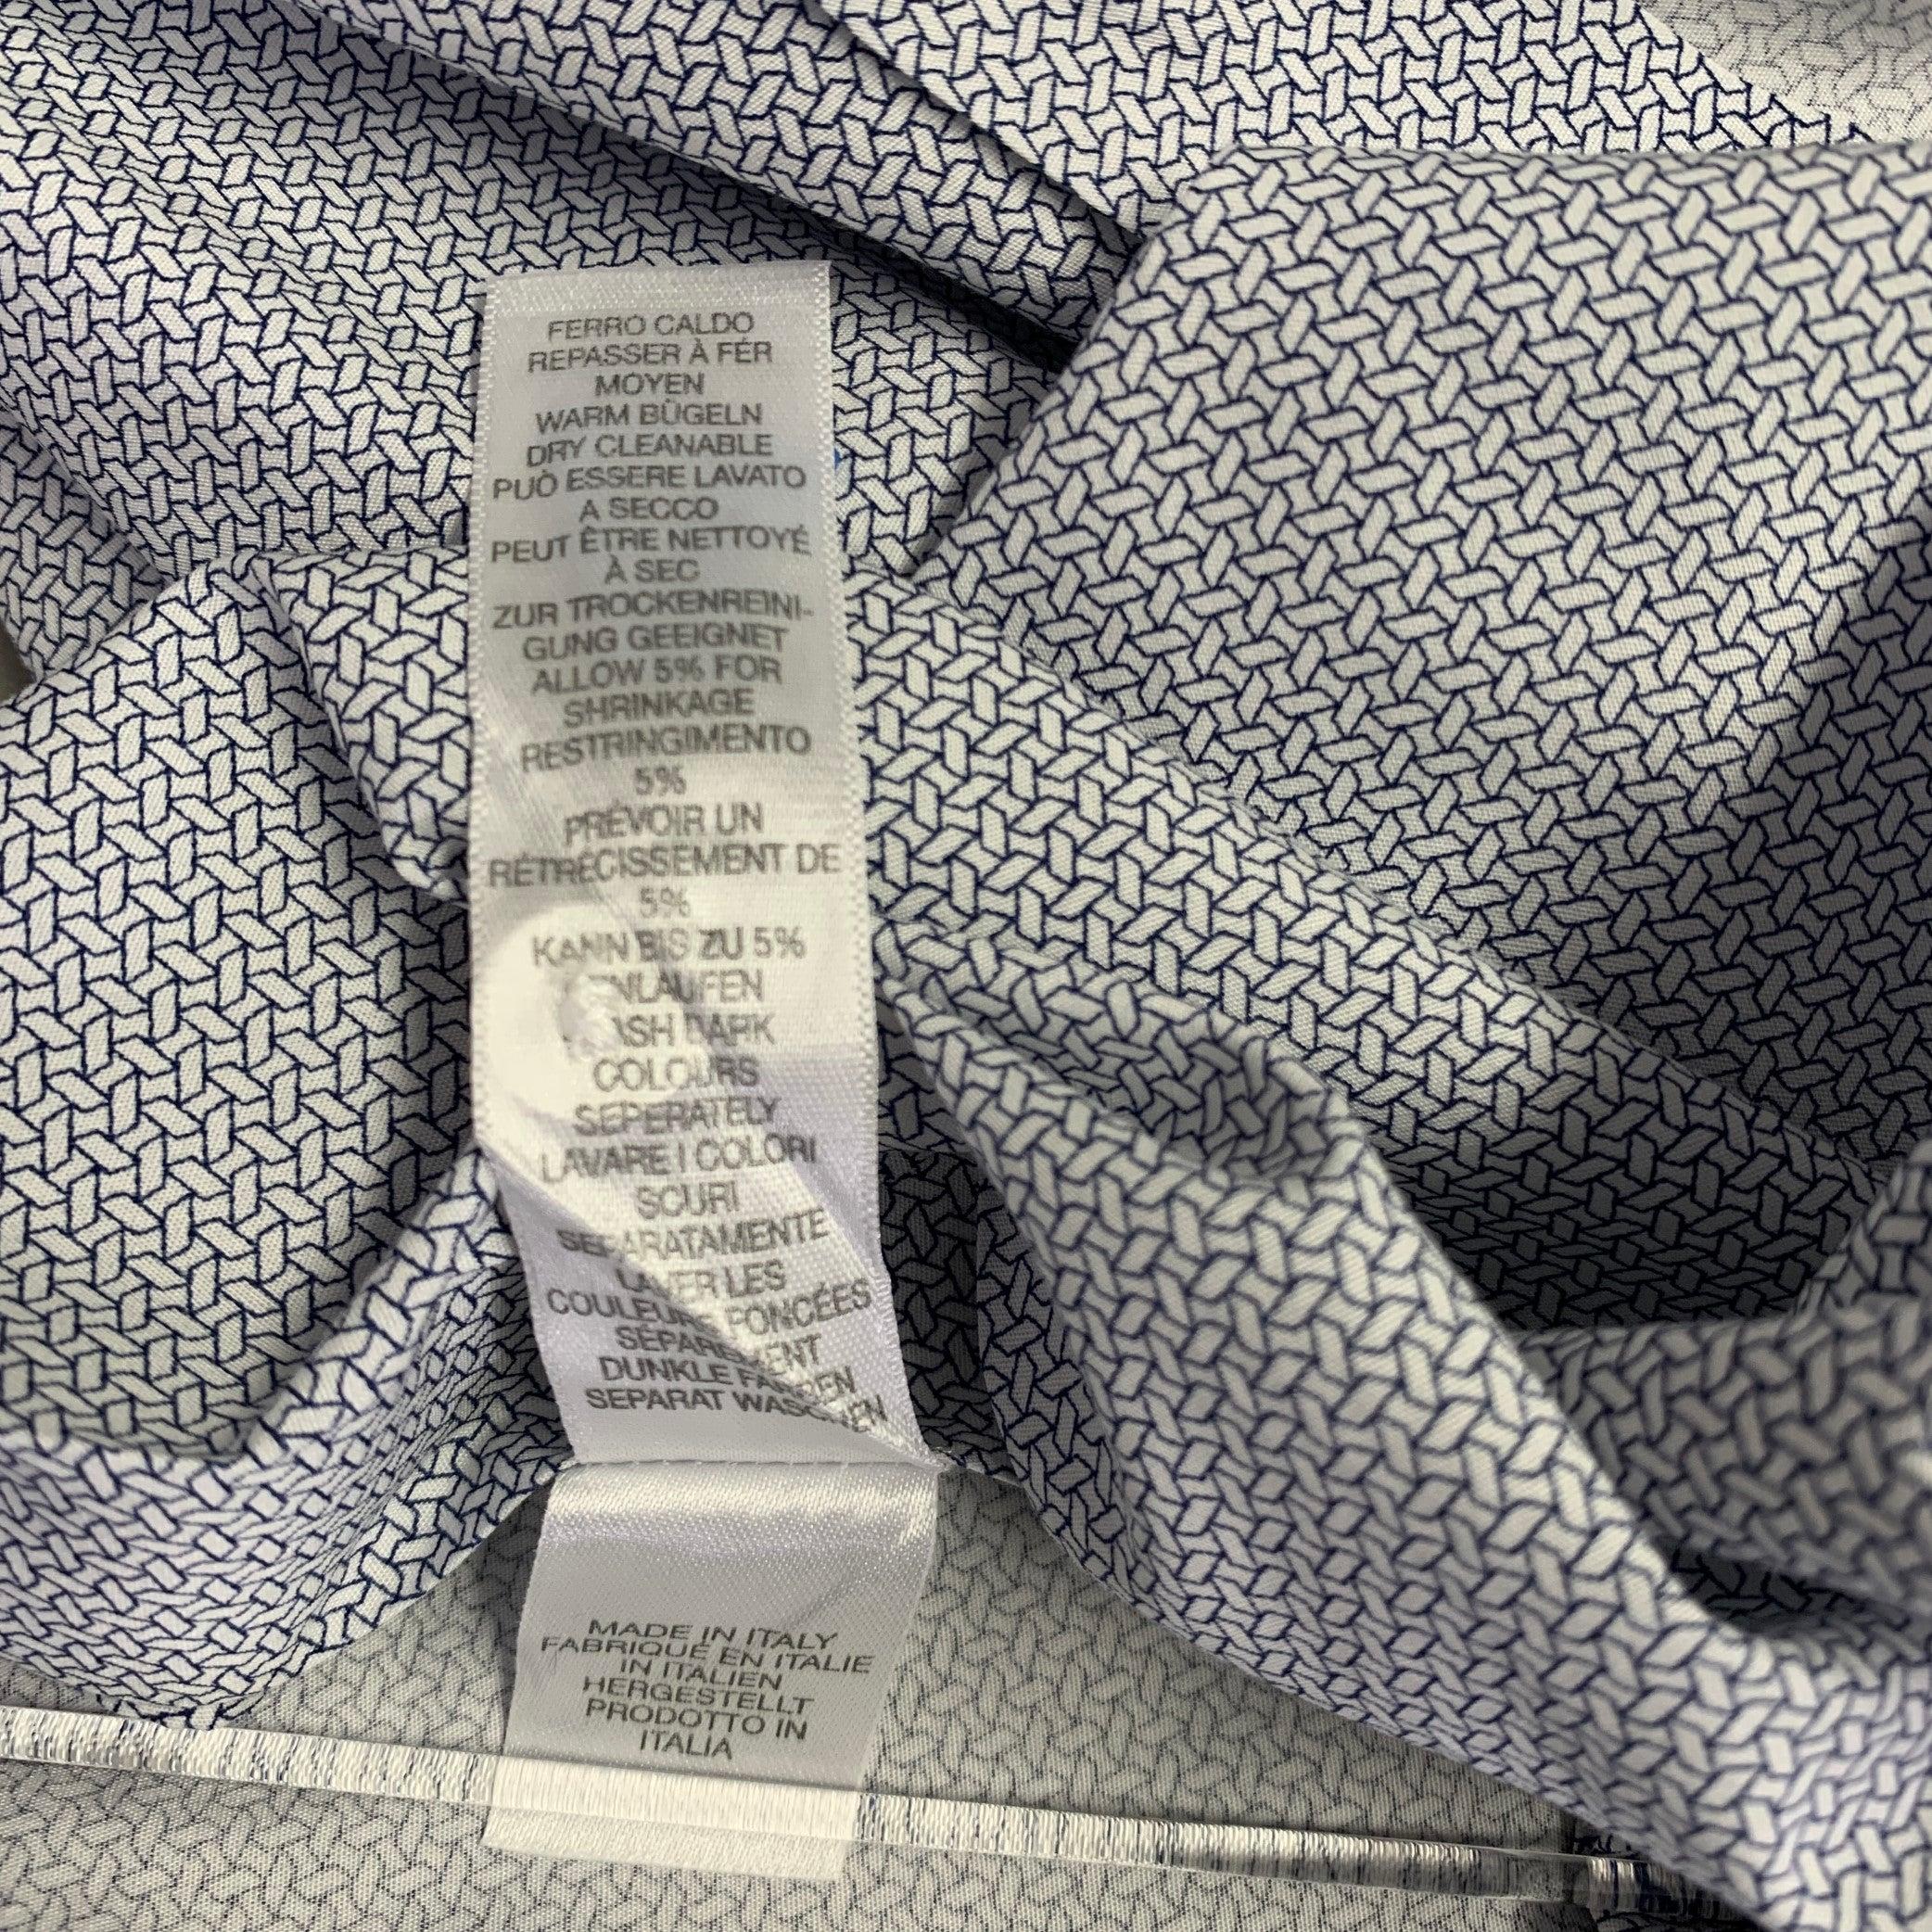 FERRO CALDO
REPASSER À FÉR
MOYEN
WARM BÜGELN
DRY CLEANABLE
PUÒ ESSERE LAVATO
A SECCO
PEUT ÊTRE NETTOYÉ
À SEC
ZUR TROCKENREINI-
GUNG GEEIGNET
ALLOW 5% FOR
SHRINKAGE
RESTRINGIMENTO
5%
PRÉVOIR UN
RÉTRÉCISSEMENT DE
5%
KANN BIS ZU 5%
DARK
COLOURS
SEPERATELY
LAVARE I COLORI
SCURI
SEPARATAMENTE
LAVER LES
DUNKLE FARBEN
SEPARAT WASCHEN
MADE IN ITALY
FABRIQUÉ EN ITALIE
IN ITALIEN
HERGESTELLT
PRODOTTO IN
ITALIA